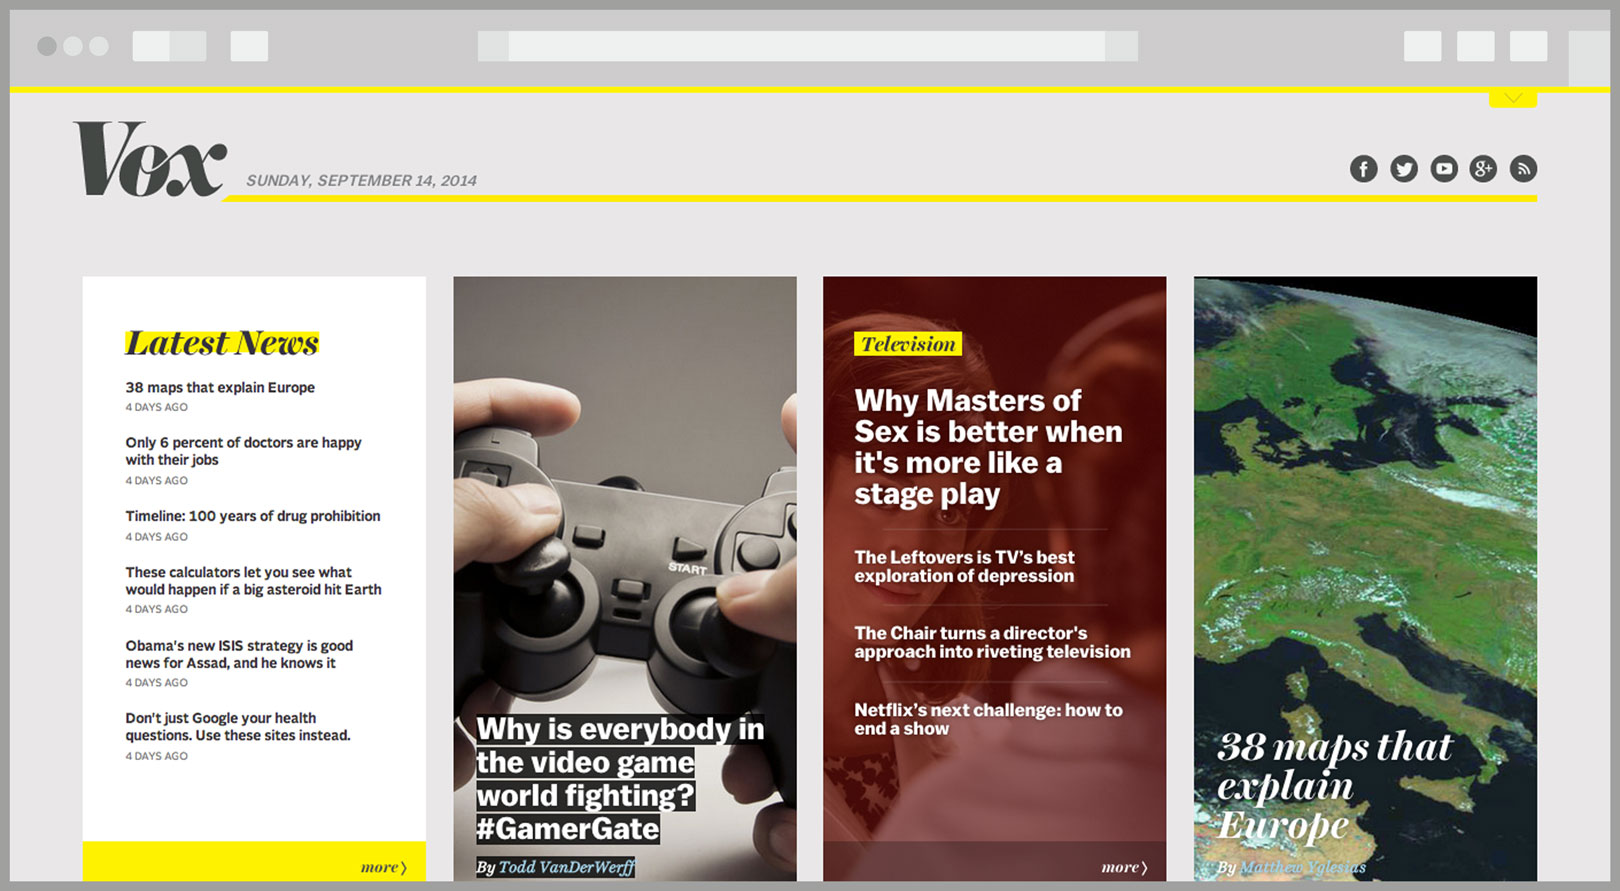 Vox
SUNDAY, SEPTEMBER 14, 2014
Latest News
38 maps that explain Europe
4 DAYS AGO
Only 6 percent of doctors are happy
with their jobs
4 DAYS AGO
Timeline: 100 years of drug prohibition
4 DAYS AGO
These calculators let you see what
would happen if a big asteroid hit Earth
4 DAYS AGO
Obama's new ISIS strategy is good
news for Assad, and he knows it
4 DAYS AGO
Don't just Google your health
questions. Use these sites instead.
4 DAYS AGO
more
START
Why is everybody in
the video game
world fighting?
#GamerGate
By Todd VanDerWerff
Television
Why Masters of
Sex is better when
it's more like a
stage play
The Leftovers is TV's best
exploration of depression
The Chair turns a director's
approach into riveting television
Netflix's next challenge: how to
end a show
more
38 maps that
explain
Europe
By Matthew Yglesias